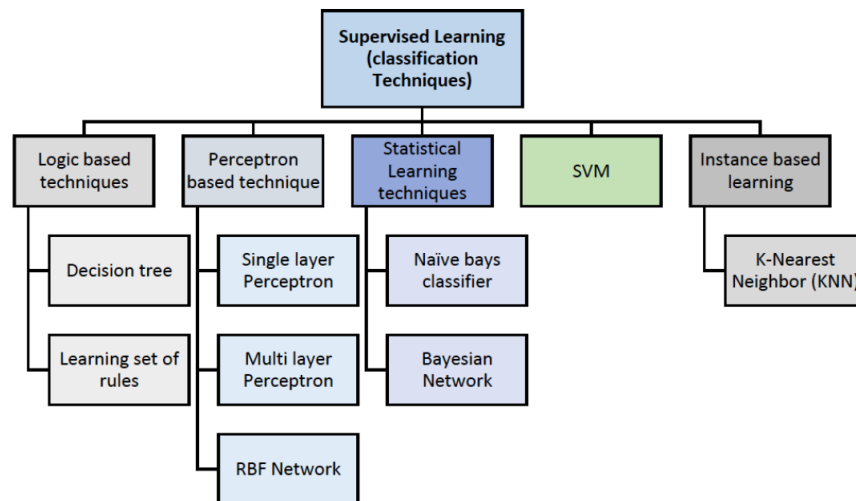 Supervised Learning
(classification
Techniques)
Logic based
techniques
Perceptron
based technique
Statistical
Learning
techniques
SVM
Instance based
learning
Decision tree
Learning set of
rules
Single layer
Perceptron
Multi layer
Perceptron
RBF Network
Naïve bays
classifier
Bayesian
Network
K-Nearest
Neighbor (KNN)